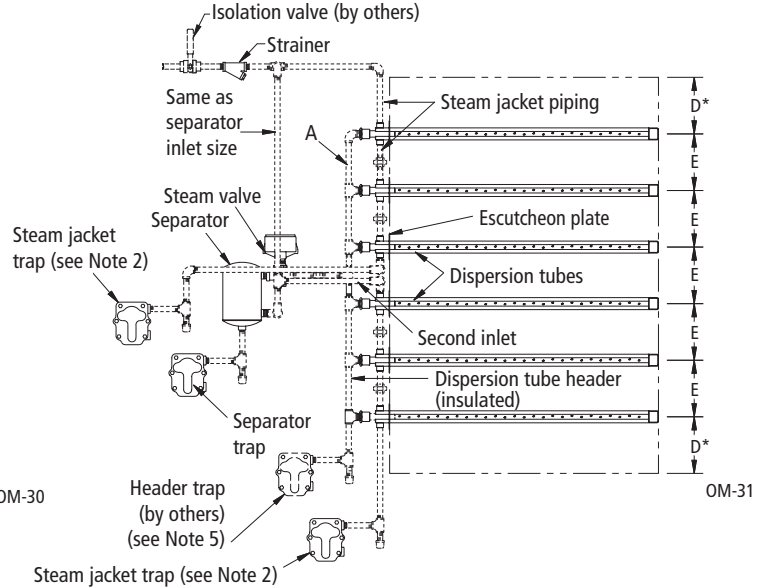 Isolation valve (by others)
Strainer
Same as
separator
inlet size
Steam jacket piping
D*
A
E
Steam valve
Separator
E
Escutcheon plate
Steam jacket
trap (see Note 2)
E
Dispersion tubes
E
Second inlet
Dispersion tube header
(insulated)
E
Separator
trap
D*
Header trap
(by others)
(see Note 5)
OM-30
OM-31
Steam jacket trap (see Note 2)